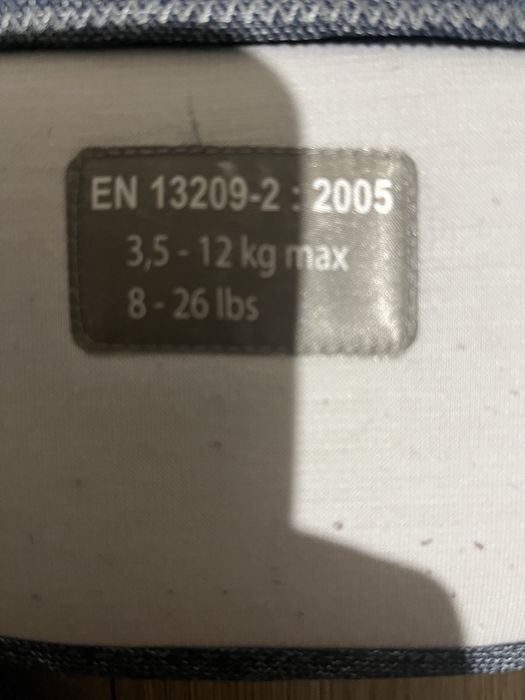 EN 13209-2 : 2005
3,5 - 12 kg max
8 - 26 lbs